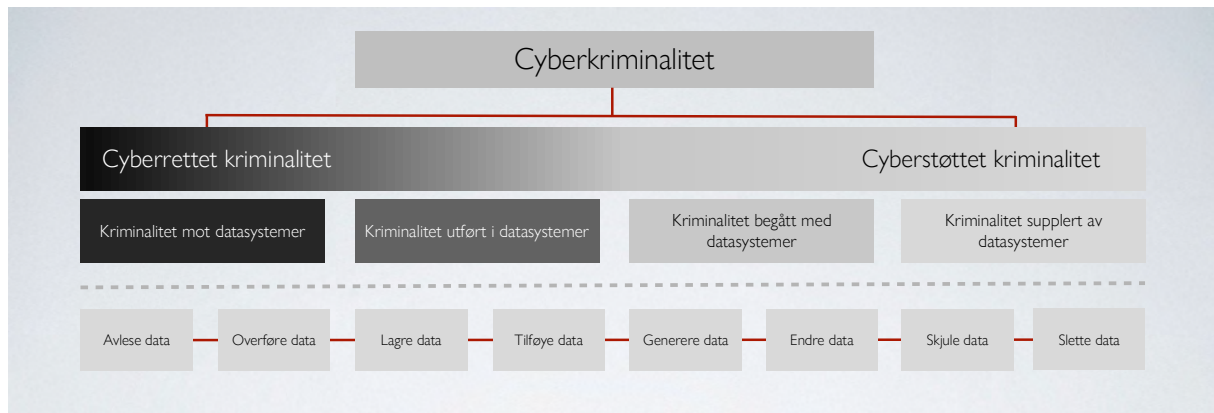 Cyberkriminalitet
Cyberrettet kriminalitet
Cyberstøttet kriminalitet
Kriminalitet mot datasystemer
Kriminalitet utført i datasystemer
Kriminalitet begått med
datasystemer
Kriminalitet supplert av
datasystemer
Avlese data
Overføre data
Lagre data
Tilføye data
Generere data
Endre data
Skjule data
Slette data